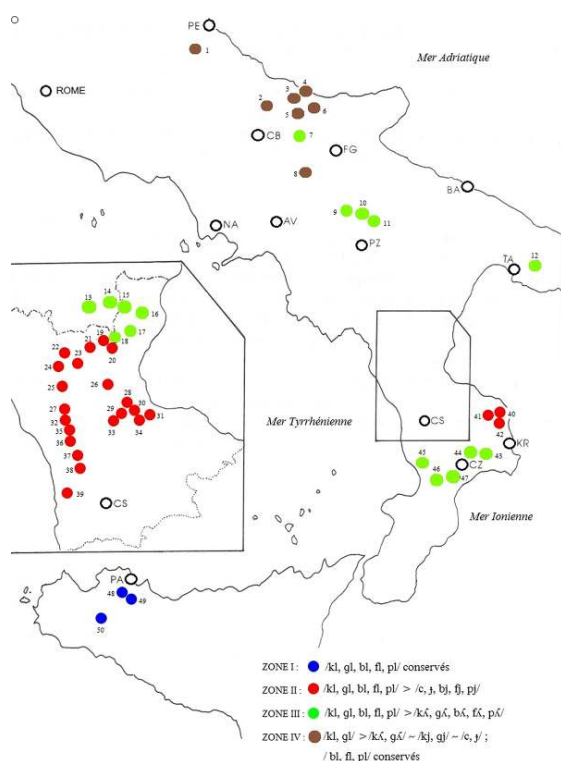 PE
1
Mer Adriatique
ROME
4
3
2
6
5
CB
7
FG
8
BA
9
10
11
NA
AV
PZ
TA
12
13
14
15
16
17
19
18
21
20
22
23
24
25
26
27
28
29
30
31
32
33
34
35
36
37
38
39
CS
Mer Tyrrhénienne
CS
41
40
42
KR
45
44
43
CZ
46
47
Mer Ionienne
PA
48
49
50
ZONE I : /kl, gl, bl, fl, pl/ conservés
ZONE II : /kl, gl, bl, fl, pl/ > /c, ɟ, bj, fj, pj/
ZONE III : /kl, gl, bl, fl, pl/ >/kʎ, gʎ, bʎ, fʎ, pʎ/
ZONE IV : /kl, gl/ >/kʎ, gʎ/ ~ /kj, gj/ ~ /c, ɟ/ ;
/ bl, fl, pl/ conservés